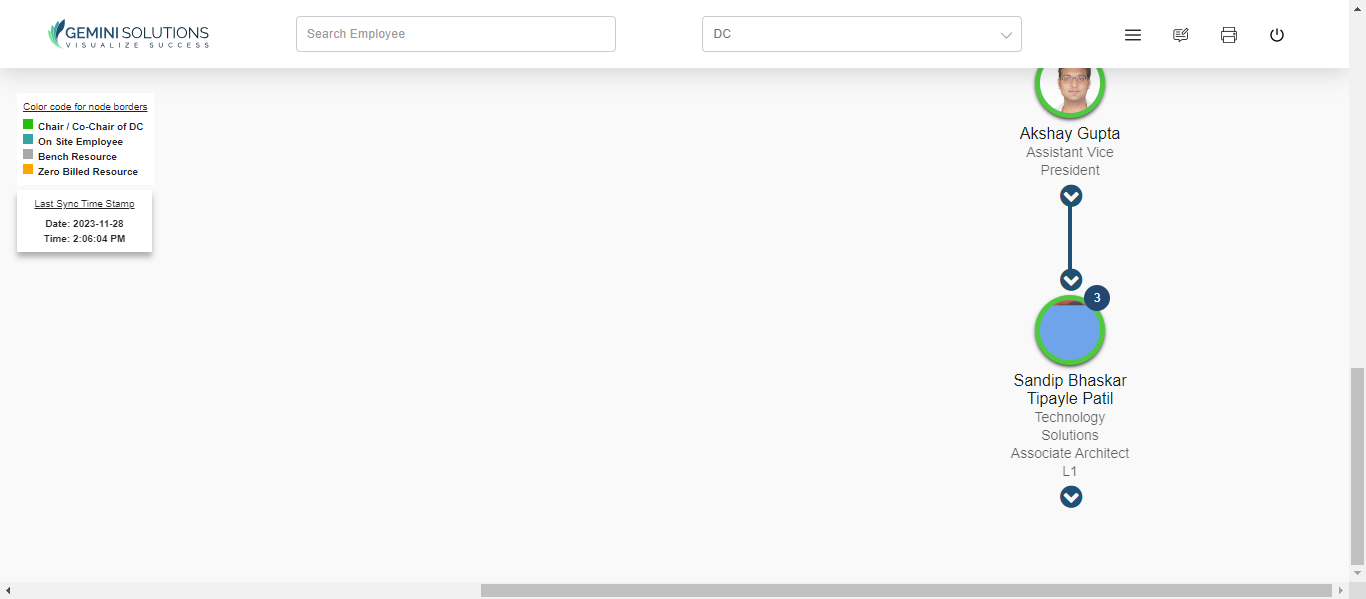 GEMINI SOLUTIONS
VISUALIZE SUCCESS
Search Employee
DC
Color code for node borders
Chair / Co-Chair of DC
On Site Employee
Bench Resource
Zero Billed Resource
Last Sync Time Stamp
Date: 2023-11-28
Time: 2:06:04 PM
Akshay Gupta
Assistant Vice
President
3
Sandip Bhaskar
Tipayle Patil
Technology
Solutions
Associate Architect
L1